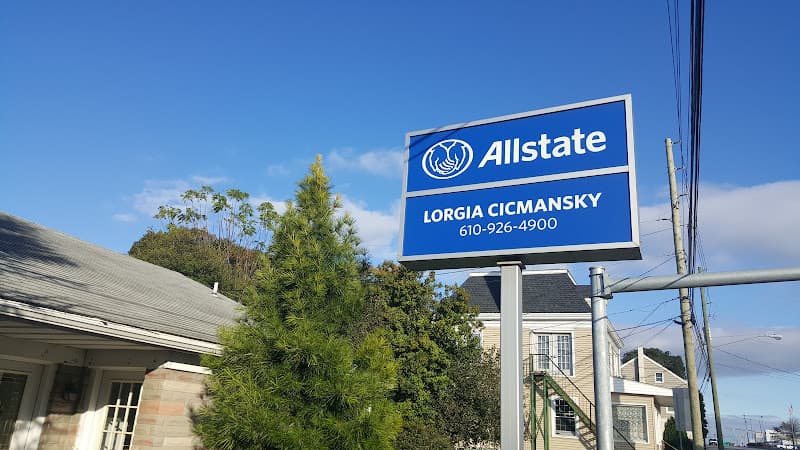 Allstate
LORGIA CICMANSKY
610-926-4900